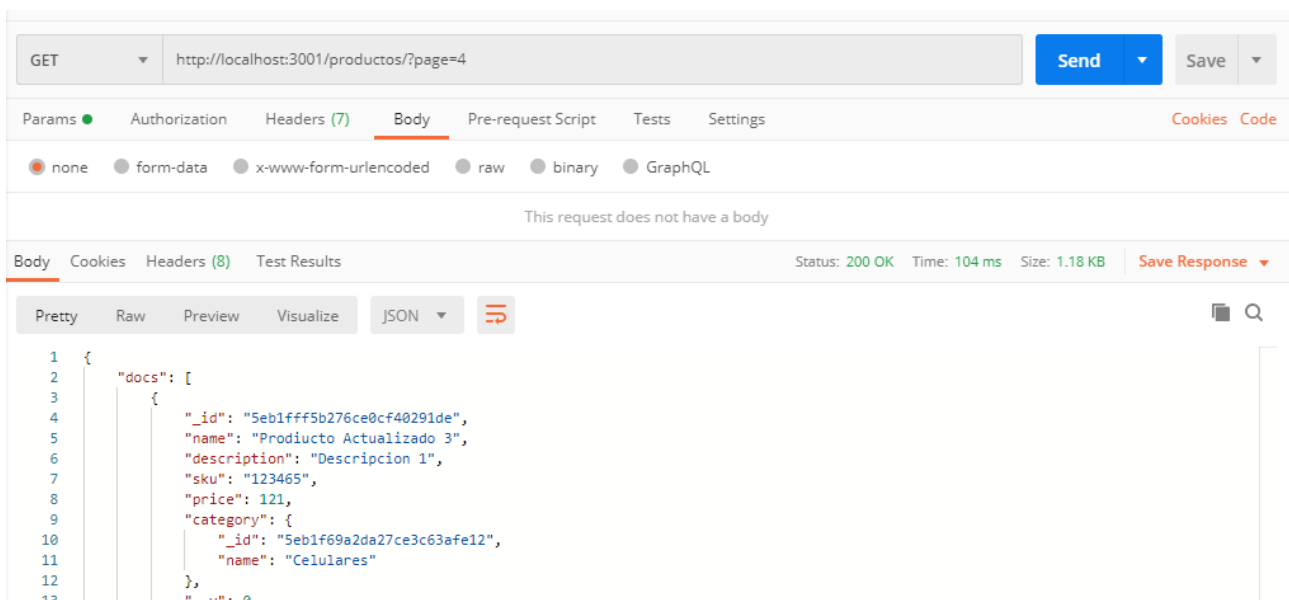 GET http://localhost:3001/productos/?page=4 Send Save
Params Authorization Headers (7) Body Pre-request Script Tests Settings Cookies Code
none form-data x-www-form-urlencoded raw binary GraphQL
This request does not have a body
Body Cookies Headers (8) Test Results Status: 200 OK Time: 104 ms Size: 1.18 KB Save Response
Pretty Raw Preview Visualize JSON
1 {
2 "docs": [
3 {
4 "_id": "5eb1fff5b276ce0cf40291de",
5 "name": "Prodiucto Actualizado 3",
6 "description": "Descripcion 1",
7 "sku": "123465",
8 "price": 121,
9 "category": {
10 "_id": "5eb1f69a2da27ce3c63afe12",
11 "name": "Celulares"
12 },